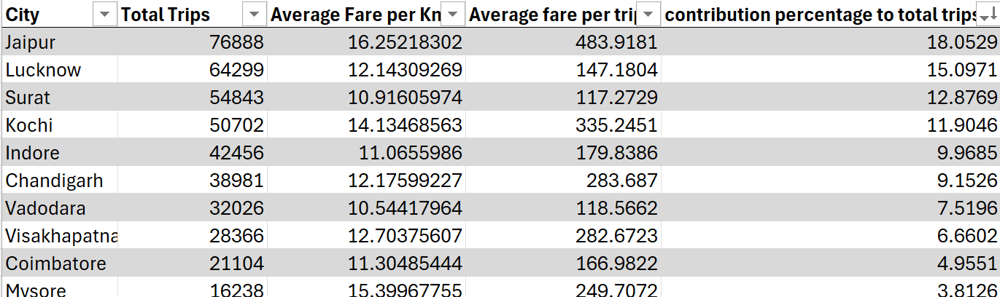 City Total Trips Average Fare per Km Average fare per trip contribution percentage to total trips
Jaipur 76888 16.25218302 483.9181 18.0529
Lucknow 64299 12.14309269 147.1804 15.0971
Surat 54843 10.91605974 117.2729 12.8769
Kochi 50702 14.13468563 335.2451 11.9046
Indore 42456 11.0655986 179.8386 9.9685
Chandigarh 38981 12.17599227 283.687 9.1526
Vadodara 32026 10.54417964 118.5662 7.5196
Visakhapatna 28366 12.70375607 282.6723 6.6602
Coimbatore 21104 11.30485444 166.9822 4.9551
Mysore 16238 15.39967755 249.7072 3.8126